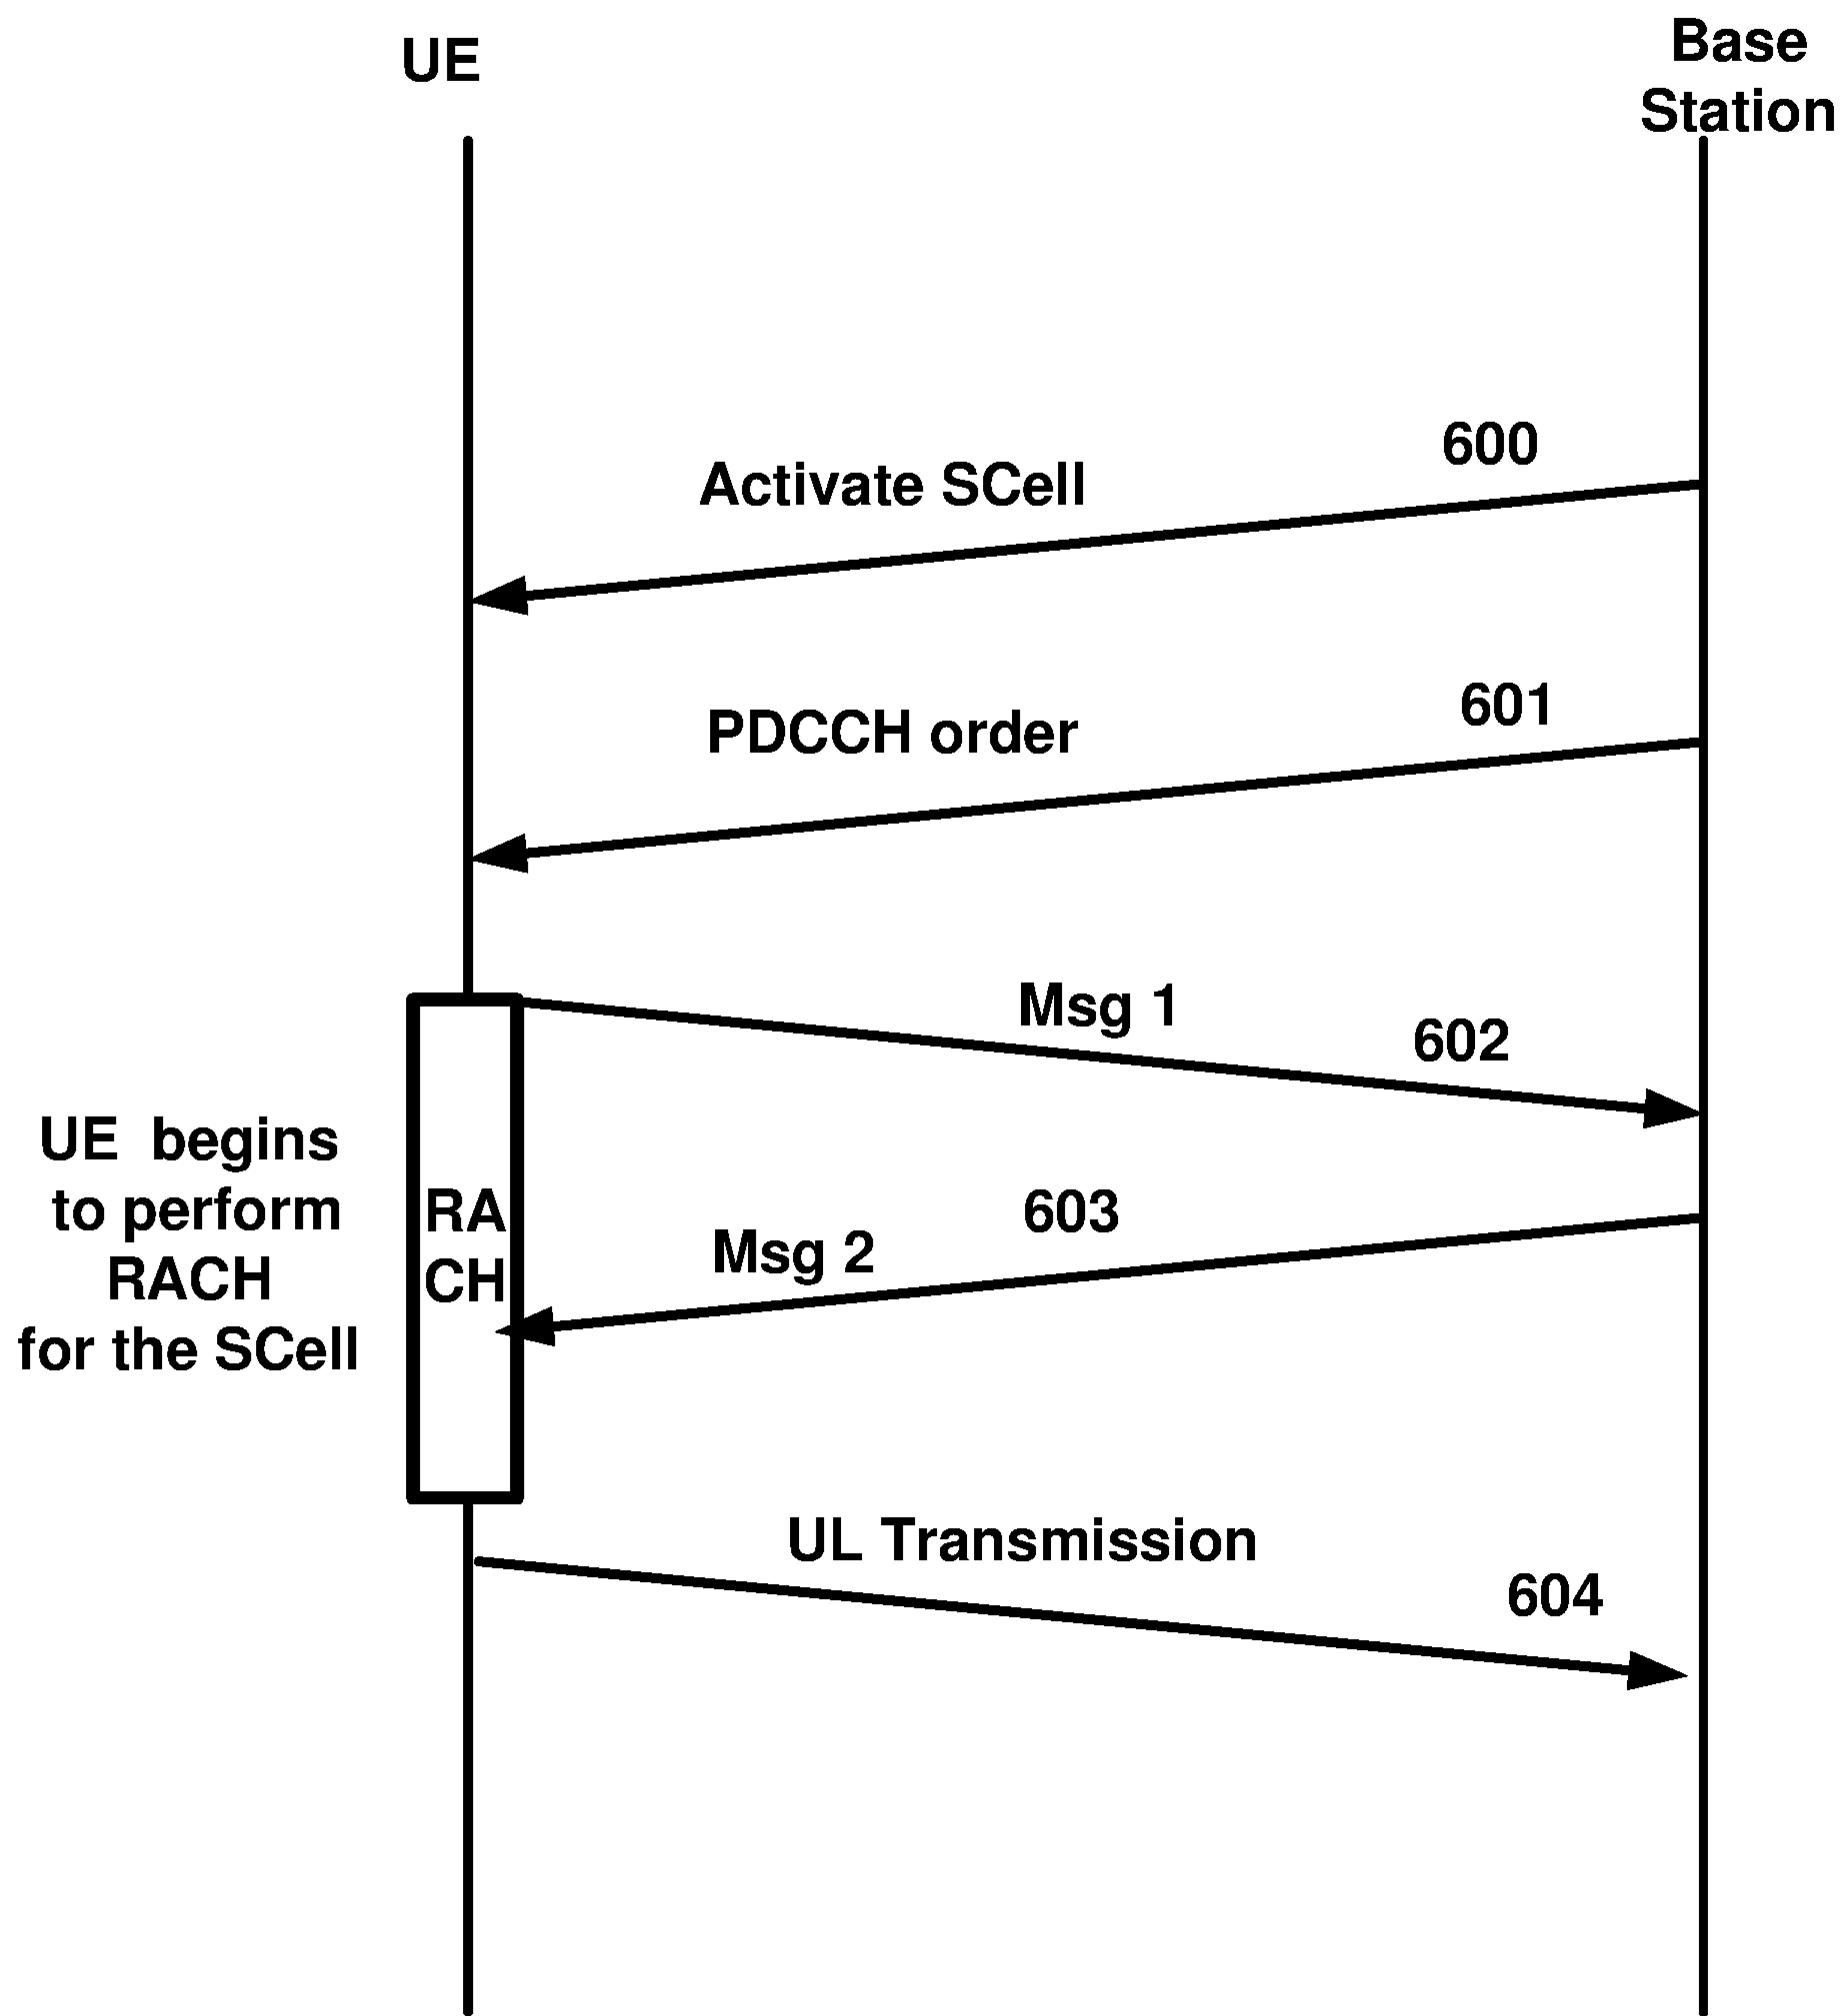 UE
Base
Station
600
Activate SCell
601
PDCCH order
Msg 1
602
UE begins
to perform
RACH
for the SCell
RA
CH
603
Msg 2
UL Transmission
604